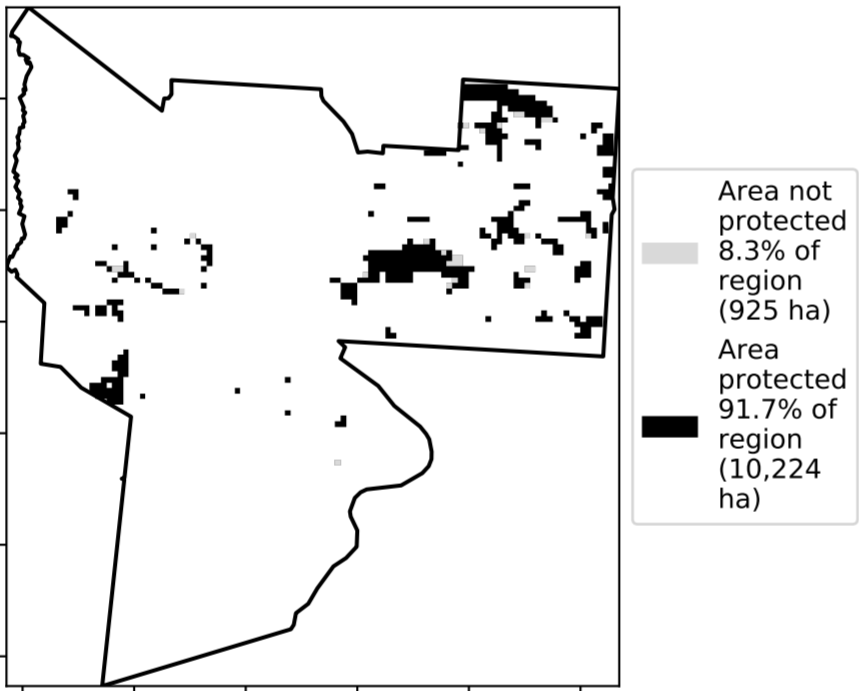 Area not
protected
8.3% of
region
(925 ha)
Area
protected
91.7% of
region
(10,224
ha)